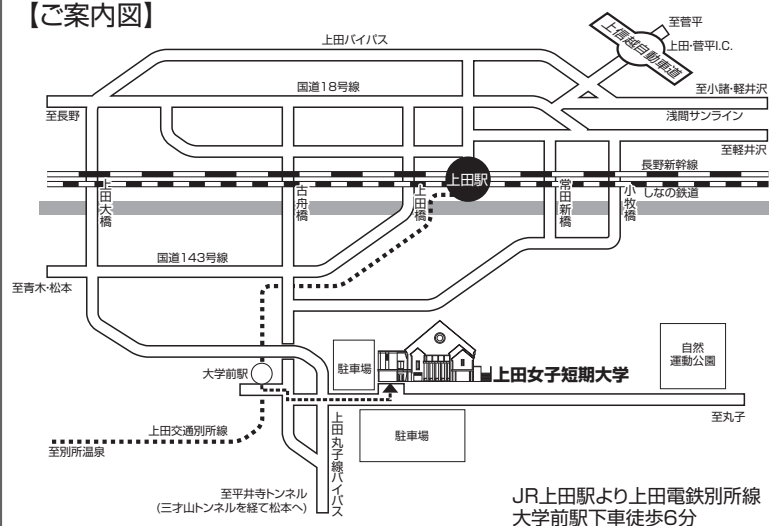 【ご案内図】
至菅平
上信越自動車道
上田・菅平I.C.
上田バイパス
国道18号線
至小諸・軽井沢
至長野
浅間サンライン
至軽井沢
長野新幹線
上田駅
しなの鉄道
上田大橋
古舟橋
上田橋
常田新橋
小牧橋
国道143号線
至青木・松本
自然
運動公園
駐車場
大学前駅
上田女子短期大学
至丸子
上田交通別所線
至別所温泉
上田丸子線バイパス
駐車場
至平井寺トンネル
(三才山トンネルを経て松本へ)
JR上田駅より上田電鉄別所線
大学前駅下車徒歩6分